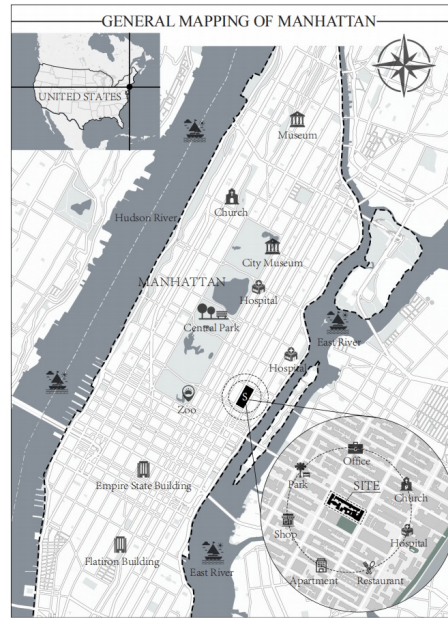 GENERAL MAPPING OF MANHATTAN
UNITED STATES
Museum
Church
Hudson River
City Museum
MANHATTAN
Hospital
Central Park
East River
Hospital
S
Zoo
Office
Empire State Building
Park
SITE
Church
Shop
Hospital
Flatiron Building
East River
Apartment
Restaurant